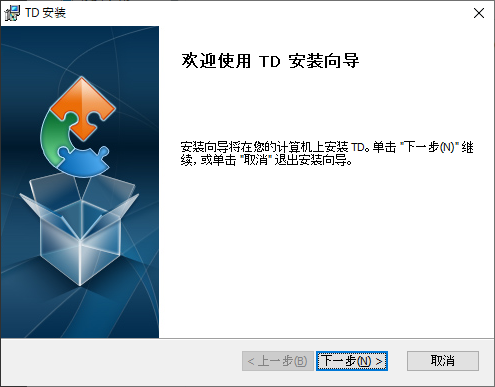 TD 安装
欢迎使用 TD 安装向导
安装向导将在您的计算机上安装 TD。单击 "下一步(N)" 继
续，或单击 "取消" 退出安装向导。
< 上一步(B) 下一步(N) > 取消